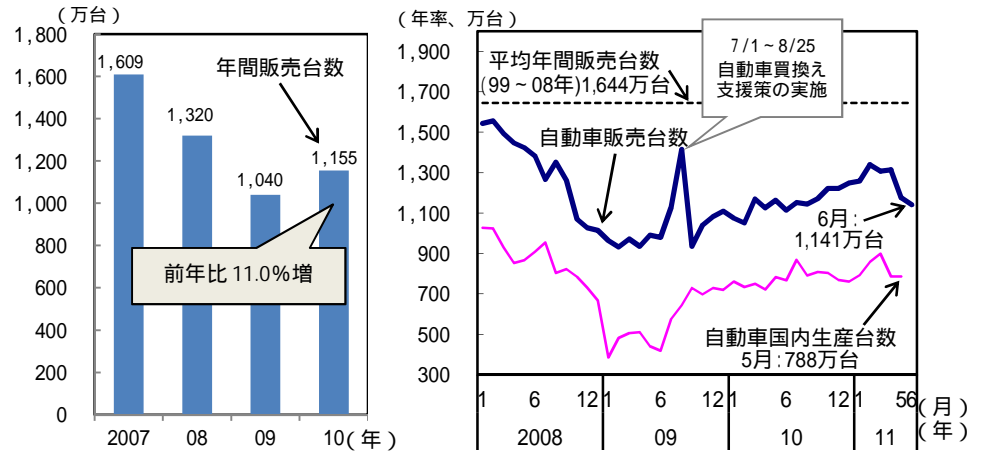 (万台)
1,800
1,600
1,400
1,200
1,000
800
600
400
200
0
1,609
1,320
1,040
1,155
年間販売台数
前年比 11.0%増
2007 08 09 10(年)
(年率、万台)
1,900
1,700
1,500
1,300
1,100
900
700
500
300
平均年間販売台数
(99～08年)1,644万台
7/1～8/25
自動車買換え
支援策の実施
自動車販売台数
6月:
1,141万台
自動車国内生産台数
5月:788万台
1 6 12 1 6 12 1 6 12 1 5 6 (月)
2008 09 10 11 (年)